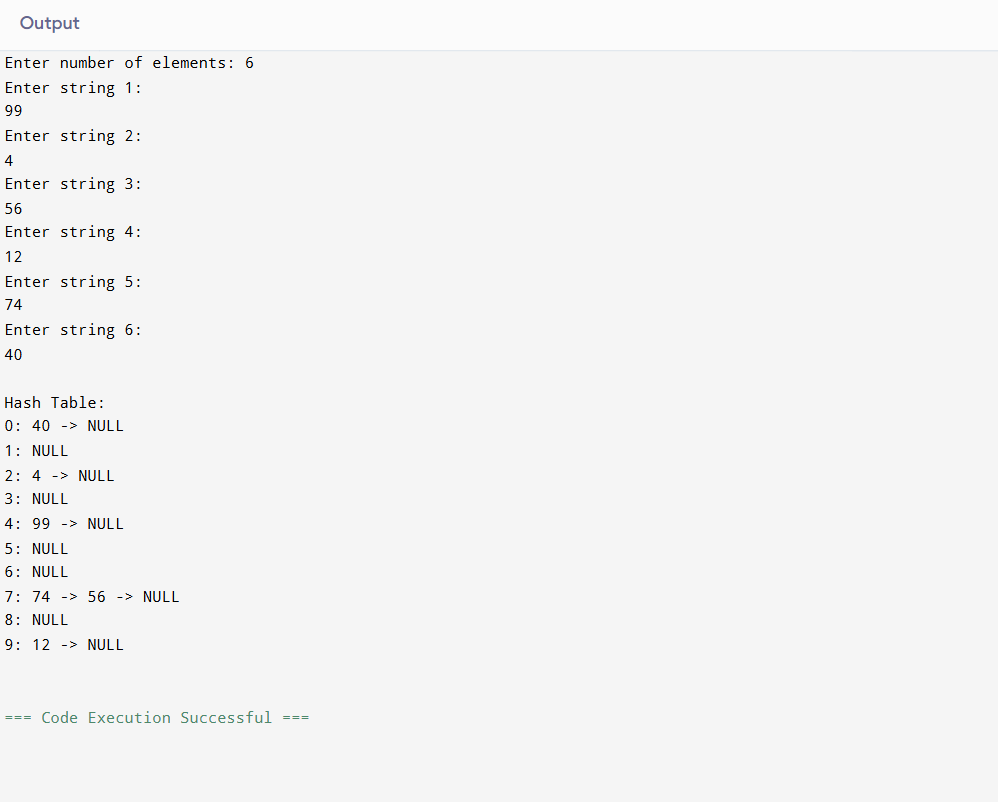 Output
Enter number of elements: 6
Enter string 1:
99
Enter string 2:
4
Enter string 3:
56
Enter string 4:
12
Enter string 5:
74
Enter string 6:
40
Hash Table:
0: 40 -> NULL
1: NULL
2: 4 -> NULL
3: NULL
4: 99 -> NULL
5: NULL
6: NULL
7: 74 -> 56 -> NULL
8: NULL
9: 12 -> NULL
=== Code Execution Successful ===